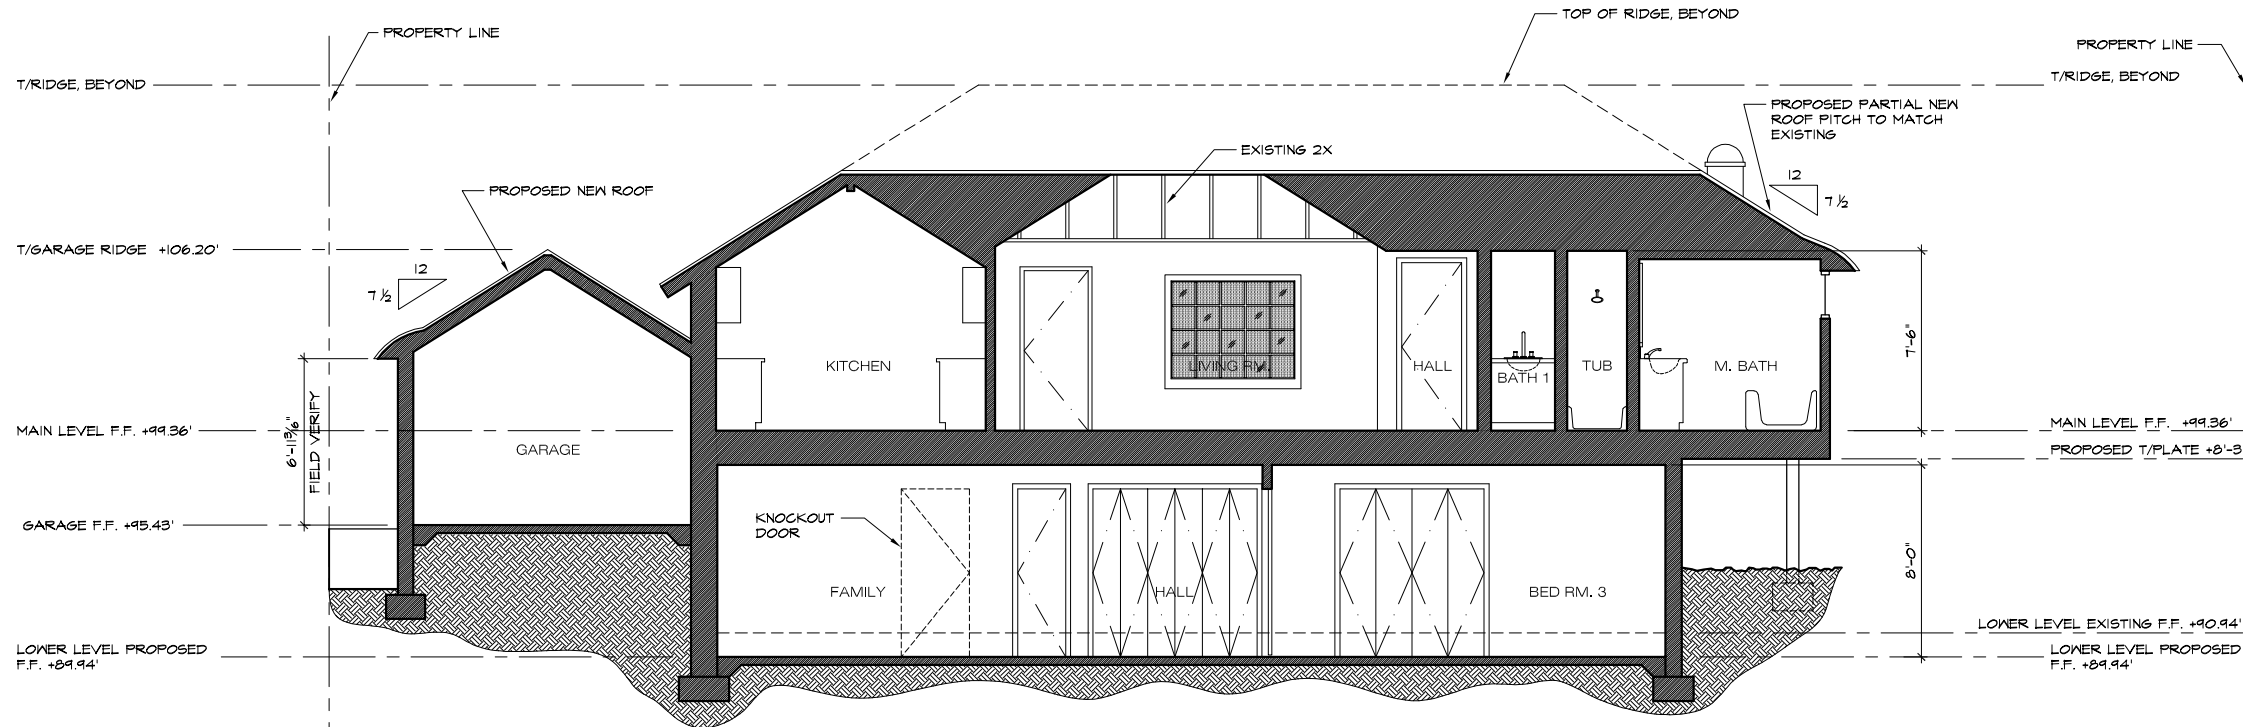 TOP OF RIDGE, BEYOND
PROPERTY LINE
PROPERTY LINE
T/RIDGE, BEYOND
T/RIDGE, BEYOND
PROPOSED PARTIAL NEW
ROOF PITCH TO MATCH
EXISTING
EXISTING 2X
12
7 ½
PROPOSED NEW ROOF
T/GARAGE RIDGE +106.20'
12
7 ½
7'-6"
KITCHEN
LIVING RM.
HALL
BATH 1
TUB
M. BATH
6'-11 3/16"
FIELD VERIFY
MAIN LEVEL F.F. +99.36'
MAIN LEVEL F.F. +99.36'
GARAGE
PROPOSED T/PLATE +8'-3
GARAGE F.F. +95.43'
KNOCKOUT
DOOR
8'-0"
FAMILY
HALL
BED RM. 3
LOWER LEVEL EXISTING F.F. +90.94'
LOWER LEVEL PROPOSED
F.F. +89.94'
LOWER LEVEL PROPOSED
F.F. +89.94'